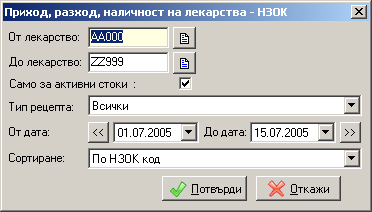 Приход, разход, наличност на лекарства - НЗОК
От лекарство: AA000
До лекарство: ZZ999
Само за активни стоки :
Тип рецепта: Всички
От дата: << 01.07.2005 До дата: 15.07.2005 >>
Сортиране: По НЗОК код
Потвърди Откажи